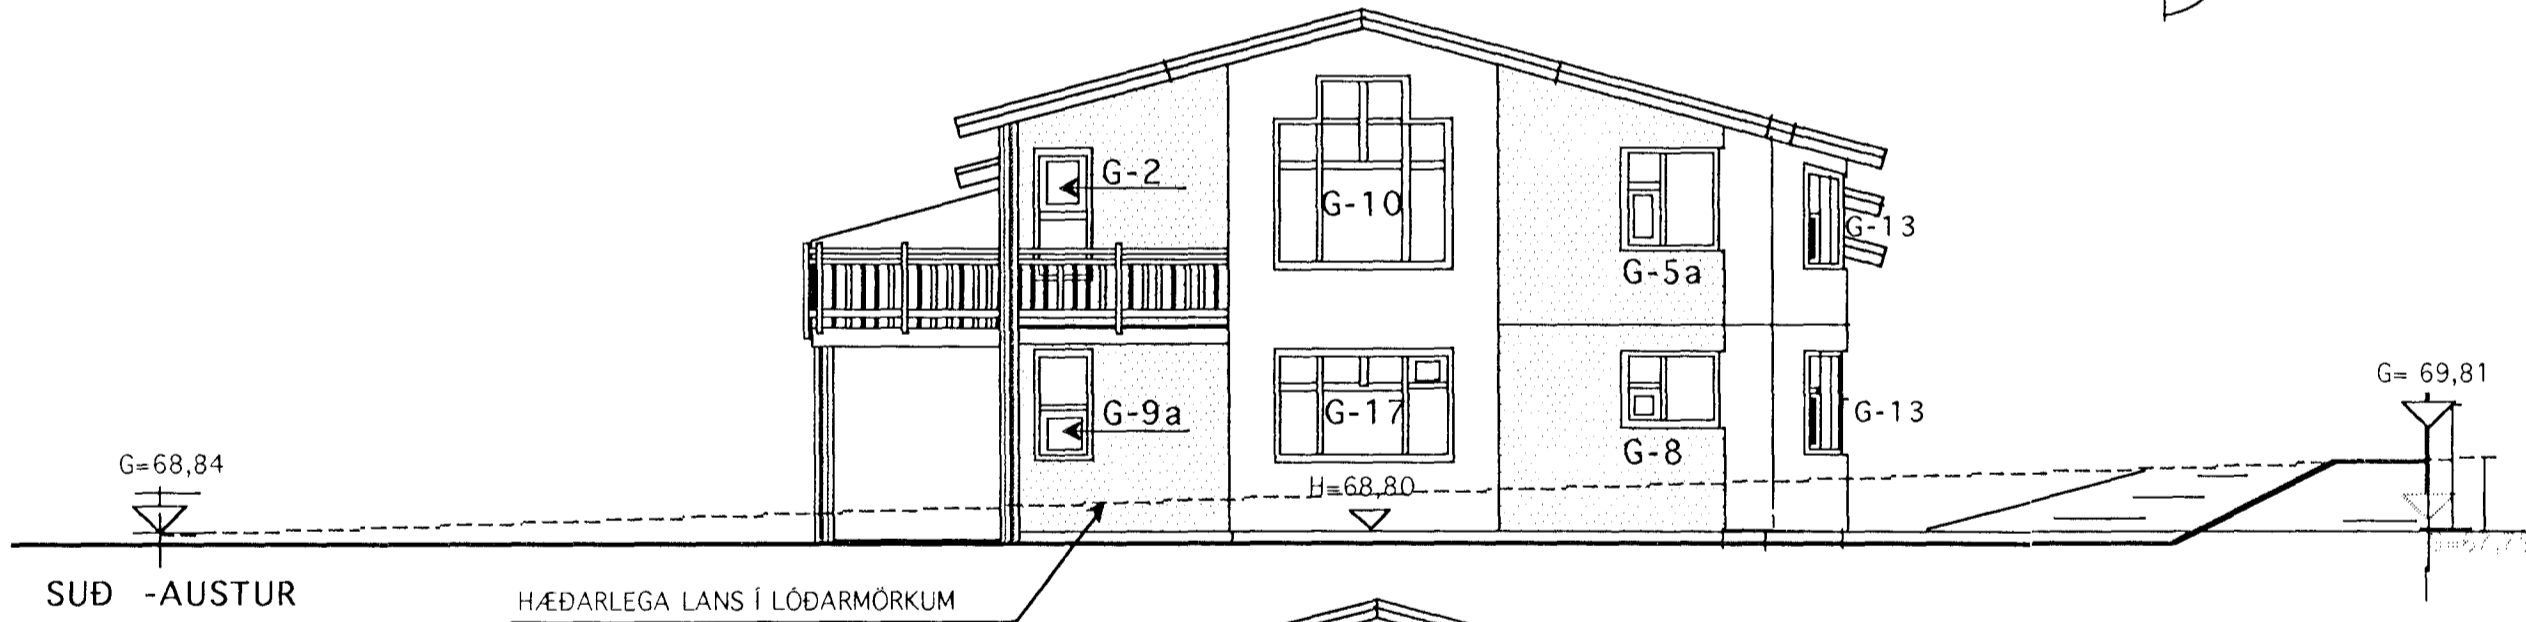 G-2
G-10
G-13
G-5a
G= 69,81
G-9a
G-17
G-13
G-8
G=68,84
H=68,80
SUÐ -AUSTUR
HÆÐARLEGA LANS Í LÓÐARMÖRKUM